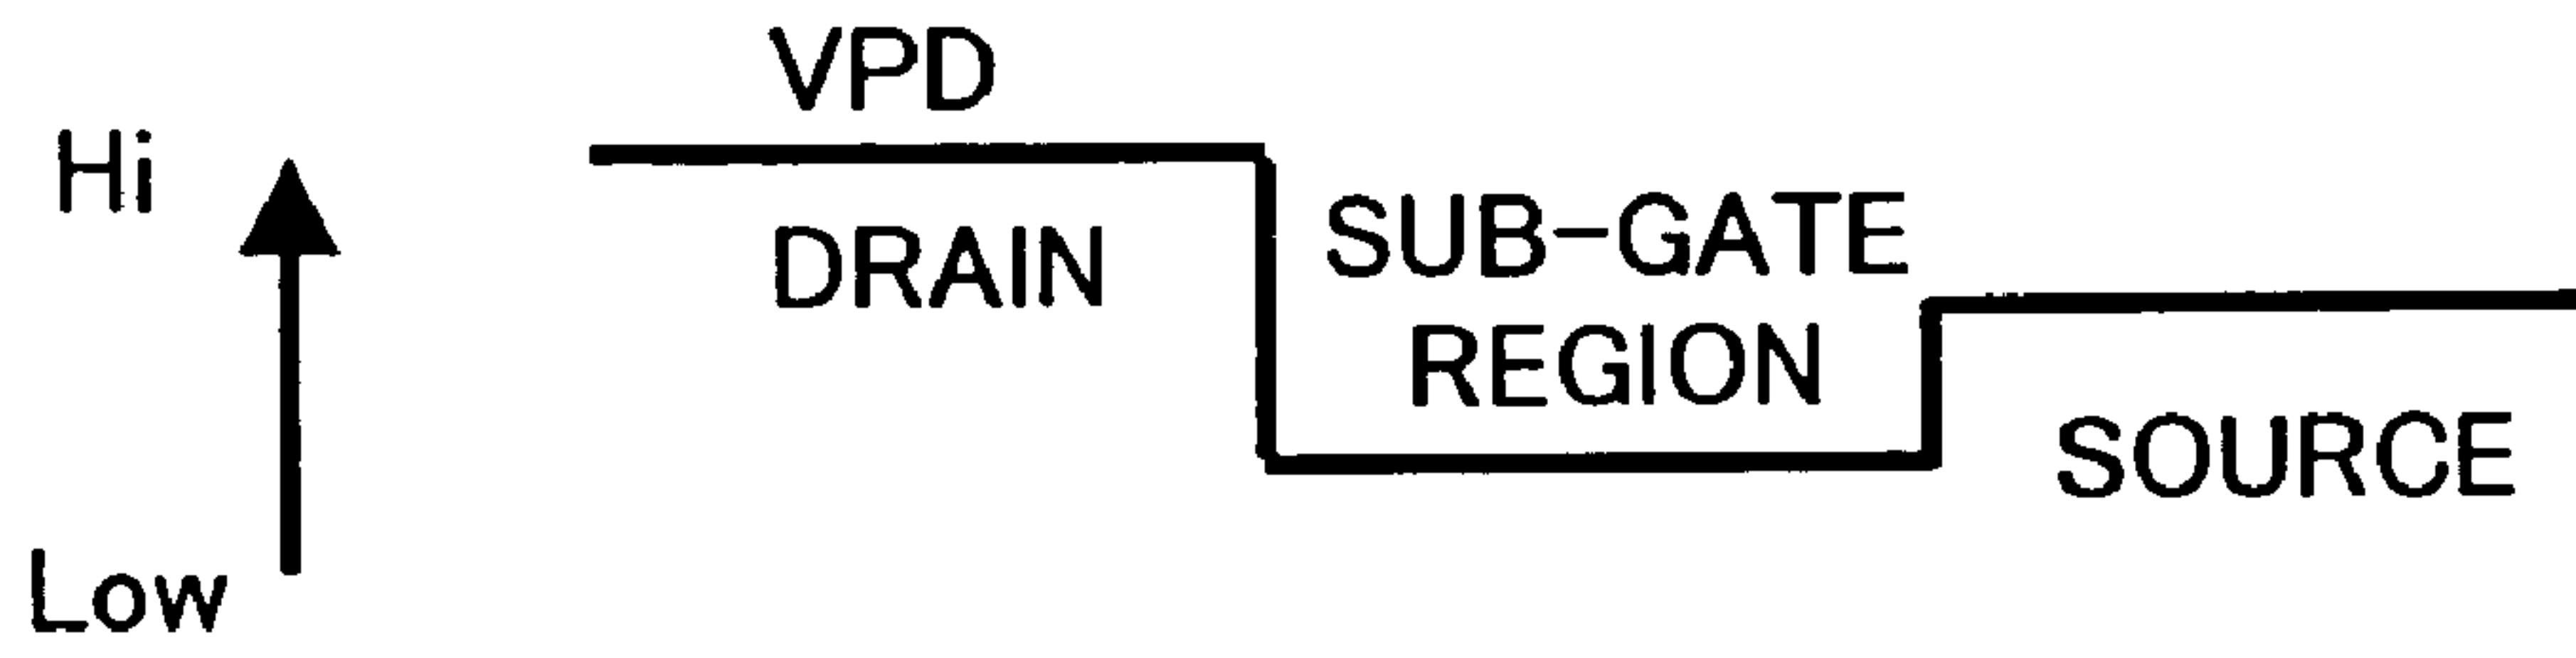 VPD
Hi
DRAIN
SUB-GATE
REGION
SOURCE
Low